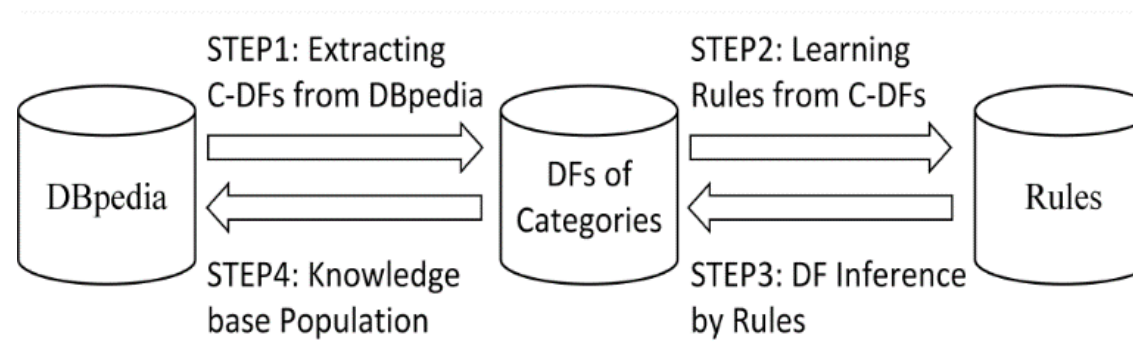 STEP1: Extracting
C-DFs from DBpedia
STEP2: Learning
Rules from C-DFs
DBpedia
DFs of
Categories
Rules
STEP4: Knowledge
base Population
STEP3: DF Inference
by Rules